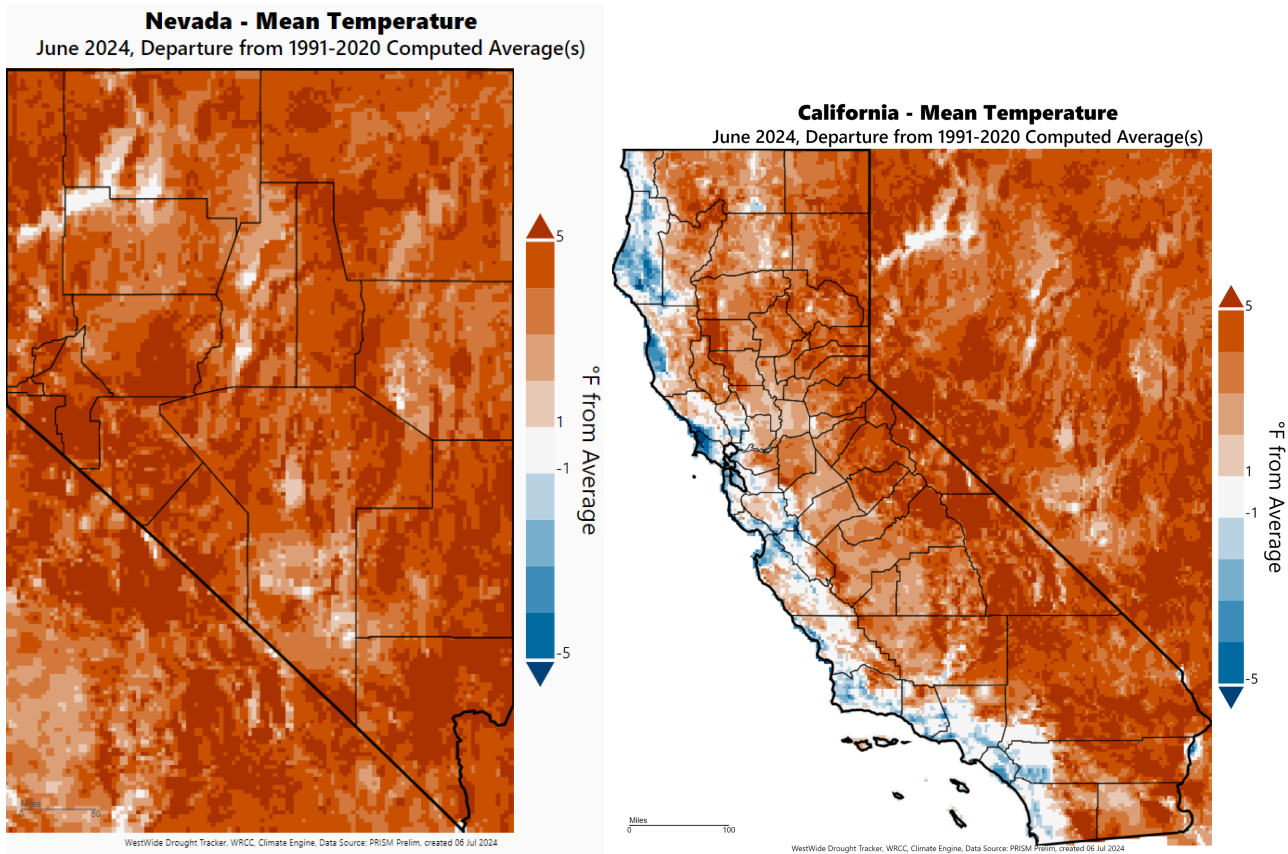 Nevada - Mean Temperature
June 2024, Departure from 1991-2020 Computed Average(s)
5
1
-1
-5
°F from Average
Miles
0 50
WestWide Drought Tracker, WRCC, Climate Engine, Data Source: PRISM Prelim, created 06 Jul 2024
California - Mean Temperature
June 2024, Departure from 1991-2020 Computed Average(s)
5
1
-1
-5
°F from Average
Miles
0 100
WestWide Drought Tracker, WRCC, Climate Engine, Data Source: PRISM Prelim, created 06 Jul 2024